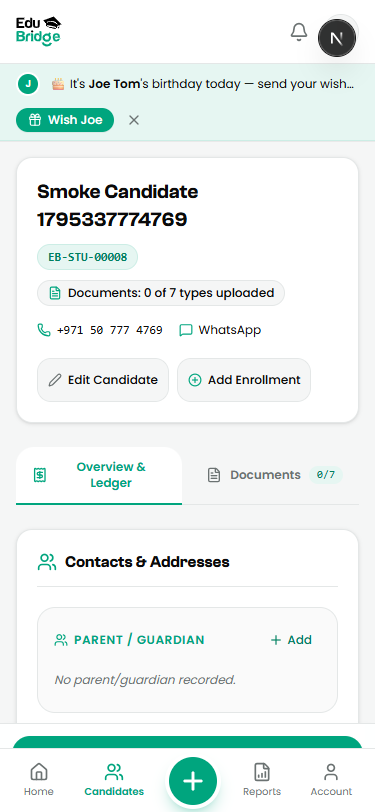 Edu
Bridge
N
J
It's Joe Tom's birthday today — send your wish…
Wish Joe
Smoke Candidate
1795337774769
EB-STU-00008
Documents: 0 of 7 types uploaded
+971 50 777 4769 WhatsApp
Edit Candidate Add Enrollment
Overview &
Ledger
Documents 0/7
Contacts & Addresses
PARENT / GUARDIAN + Add
No parent/guardian recorded.
Home Candidates Reports Account